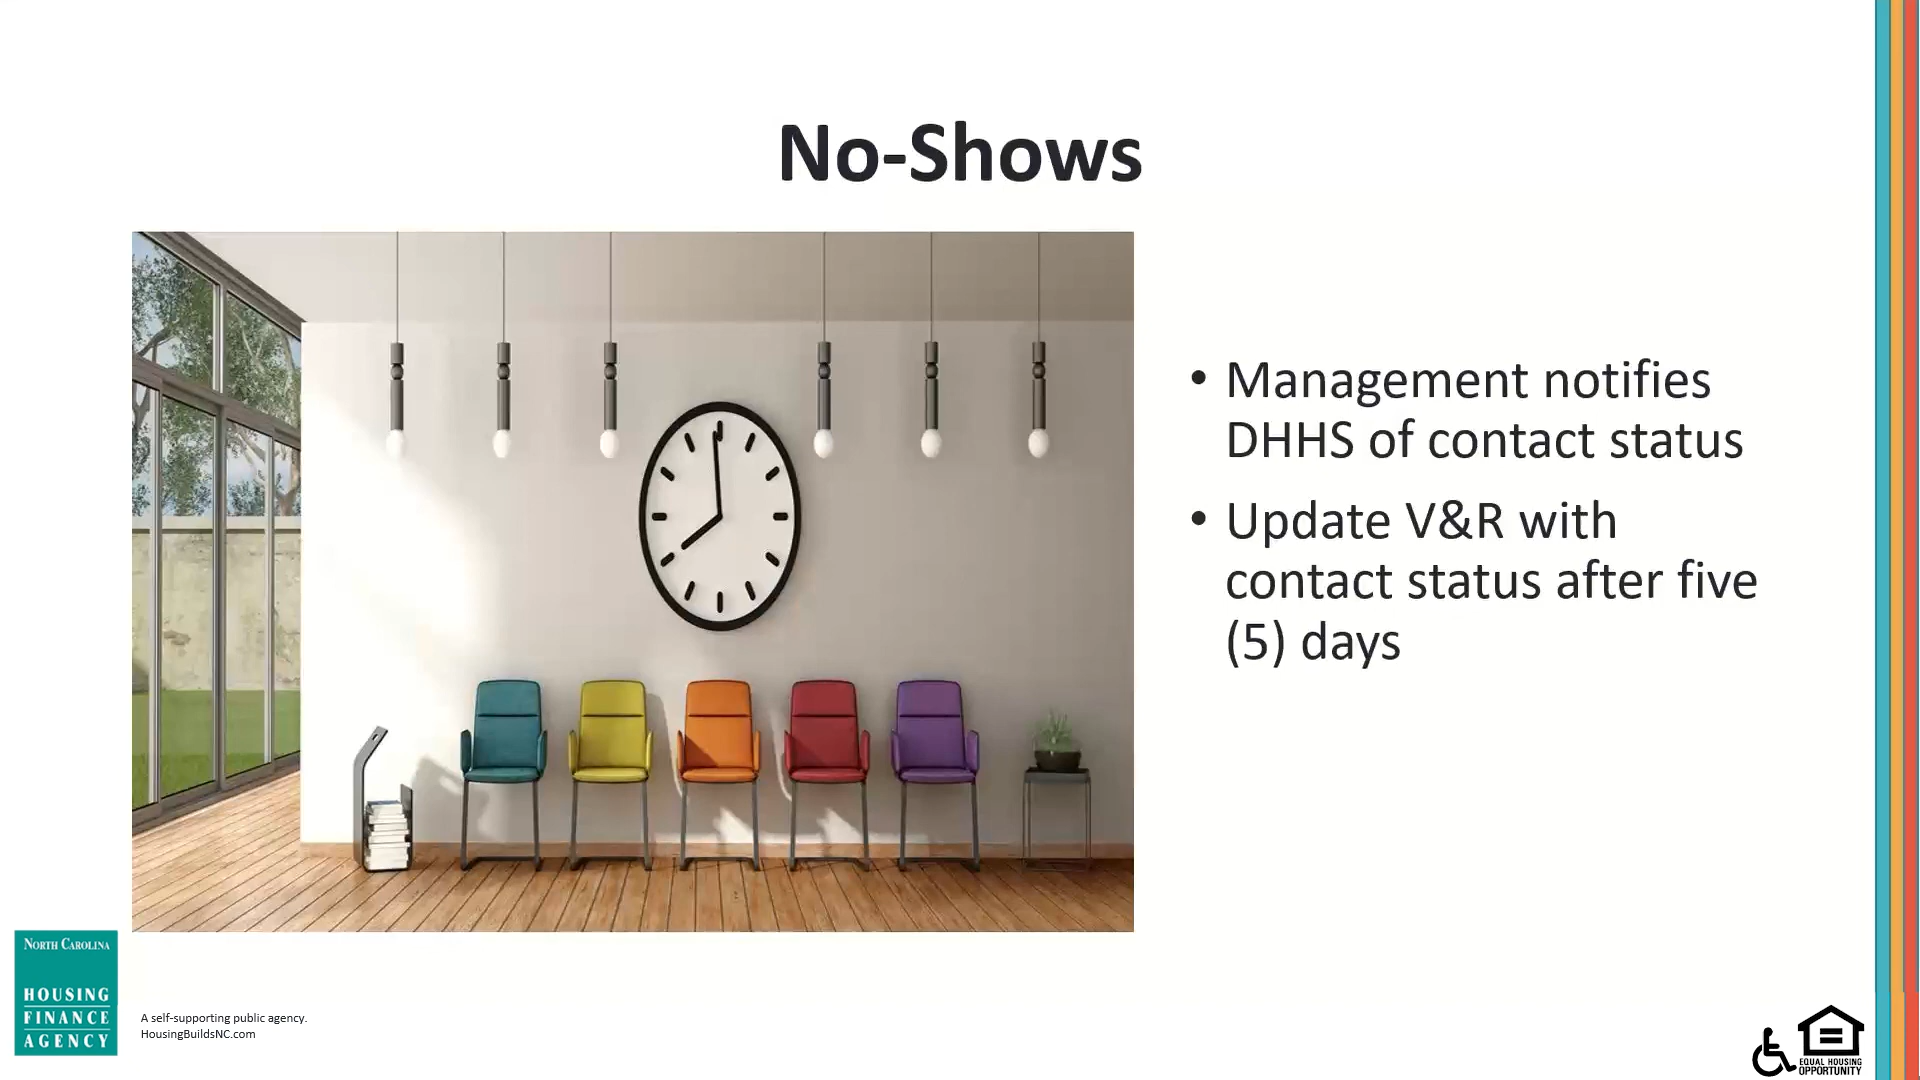 No-Shows
• Management notifies
DHHS of contact status
• Update V&R with
contact status after five
(5) days
NORTH CAROLINA
HOUSING
FINANCE
AGENCY
A self-supporting public agency.
HousingBuildsNC.com
EQUAL HOUSING
OPPORTUNITY